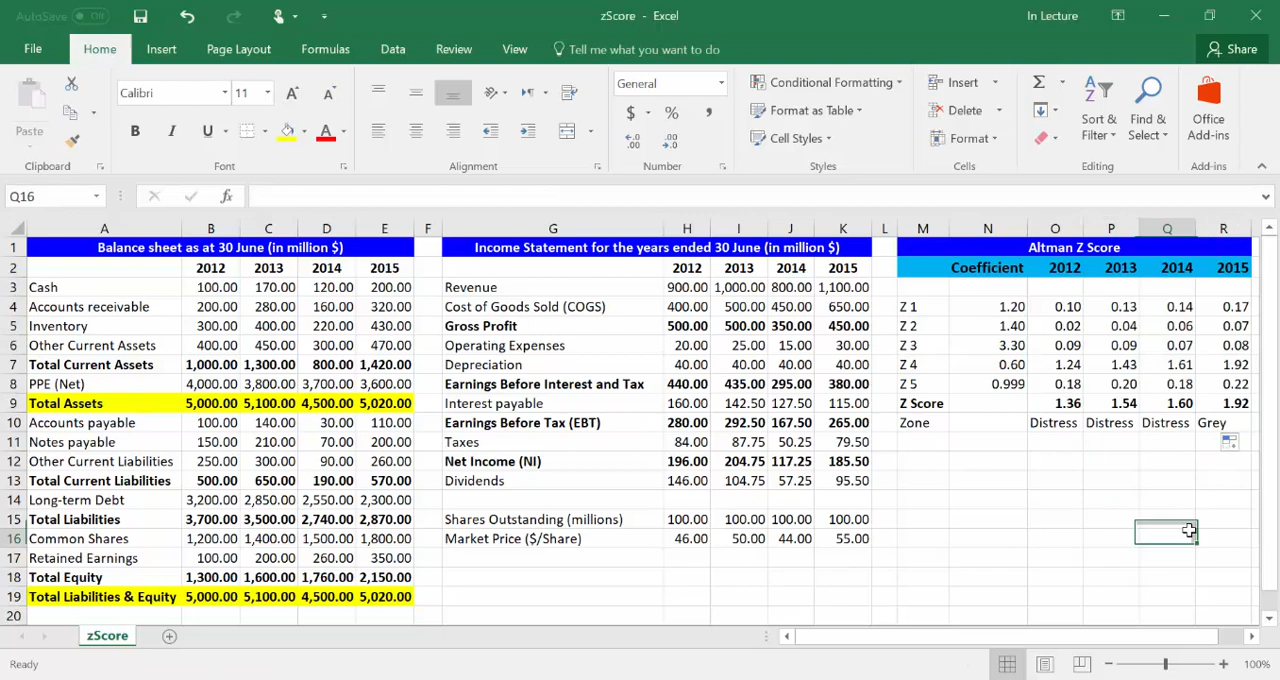 AutoSave Off
zScore - Excel
In Lecture
File Home Insert Page Layout Formulas Data Review View Tell me what you want to do Share
Paste
Calibri 11
General
Conditional Formatting
Format as Table
Cell Styles
Insert
Delete
Format
Sort & Filter
Find & Select
Office Add-ins
Clipboard Font Alignment Number Styles Cells Editing Add-ins
Q16 fx
A B C D E F G H I J K L M N O P Q R
1 Balance sheet as at 30 June (in million $) Income Statement for the years ended 30 June (in million $) Altman Z Score
2 2012 2013 2014 2015 2012 2013 2014 2015 Coefficient 2012 2013 2014 2015
3 Cash 100.00 170.00 120.00 200.00 Revenue 900.00 1,000.00 800.00 1,100.00
4 Accounts receivable 200.00 280.00 160.00 320.00 Cost of Goods Sold (COGS) 400.00 500.00 450.00 650.00 Z 1 1.20 0.10 0.13 0.14 0.17
5 Inventory 300.00 400.00 220.00 430.00 Gross Profit 500.00 500.00 350.00 450.00 Z 2 1.40 0.02 0.04 0.06 0.07
6 Other Current Assets 400.00 450.00 300.00 470.00 Operating Expenses 20.00 25.00 15.00 30.00 Z 3 3.30 0.09 0.09 0.07 0.08
7 Total Current Assets 1,000.00 1,300.00 800.00 1,420.00 Depreciation 40.00 40.00 40.00 40.00 Z 4 0.60 1.24 1.43 1.61 1.92
8 PPE (Net) 4,000.00 3,800.00 3,700.00 3,600.00 Earnings Before Interest and Tax 440.00 435.00 295.00 380.00 Z 5 0.999 0.18 0.20 0.18 0.22
9 Total Assets 5,000.00 5,100.00 4,500.00 5,020.00 Interest payable 160.00 142.50 127.50 115.00 Z Score 1.36 1.54 1.60 1.92
10 Accounts payable 100.00 140.00 30.00 110.00 Earnings Before Tax (EBT) 280.00 292.50 167.50 265.00 Zone Distress Distress Distress Grey
11 Notes payable 150.00 210.00 70.00 200.00 Taxes 84.00 87.75 50.25 79.50
12 Other Current Liabilities 250.00 300.00 90.00 260.00 Net Income (NI) 196.00 204.75 117.25 185.50
13 Total Current Liabilities 500.00 650.00 190.00 570.00 Dividends 146.00 104.75 57.25 95.50
14 Long-term Debt 3,200.00 2,850.00 2,550.00 2,300.00
15 Total Liabilities 3,700.00 3,500.00 2,740.00 2,870.00 Shares Outstanding (millions) 100.00 100.00 100.00 100.00
16 Common Shares 1,200.00 1,400.00 1,500.00 1,800.00 Market Price ($/Share) 46.00 50.00 44.00 55.00
17 Retained Earnings 100.00 200.00 260.00 350.00
18 Total Equity 1,300.00 1,600.00 1,760.00 2,150.00
19 Total Liabilities & Equity 5,000.00 5,100.00 4,500.00 5,020.00
20
zScore
Ready 100%